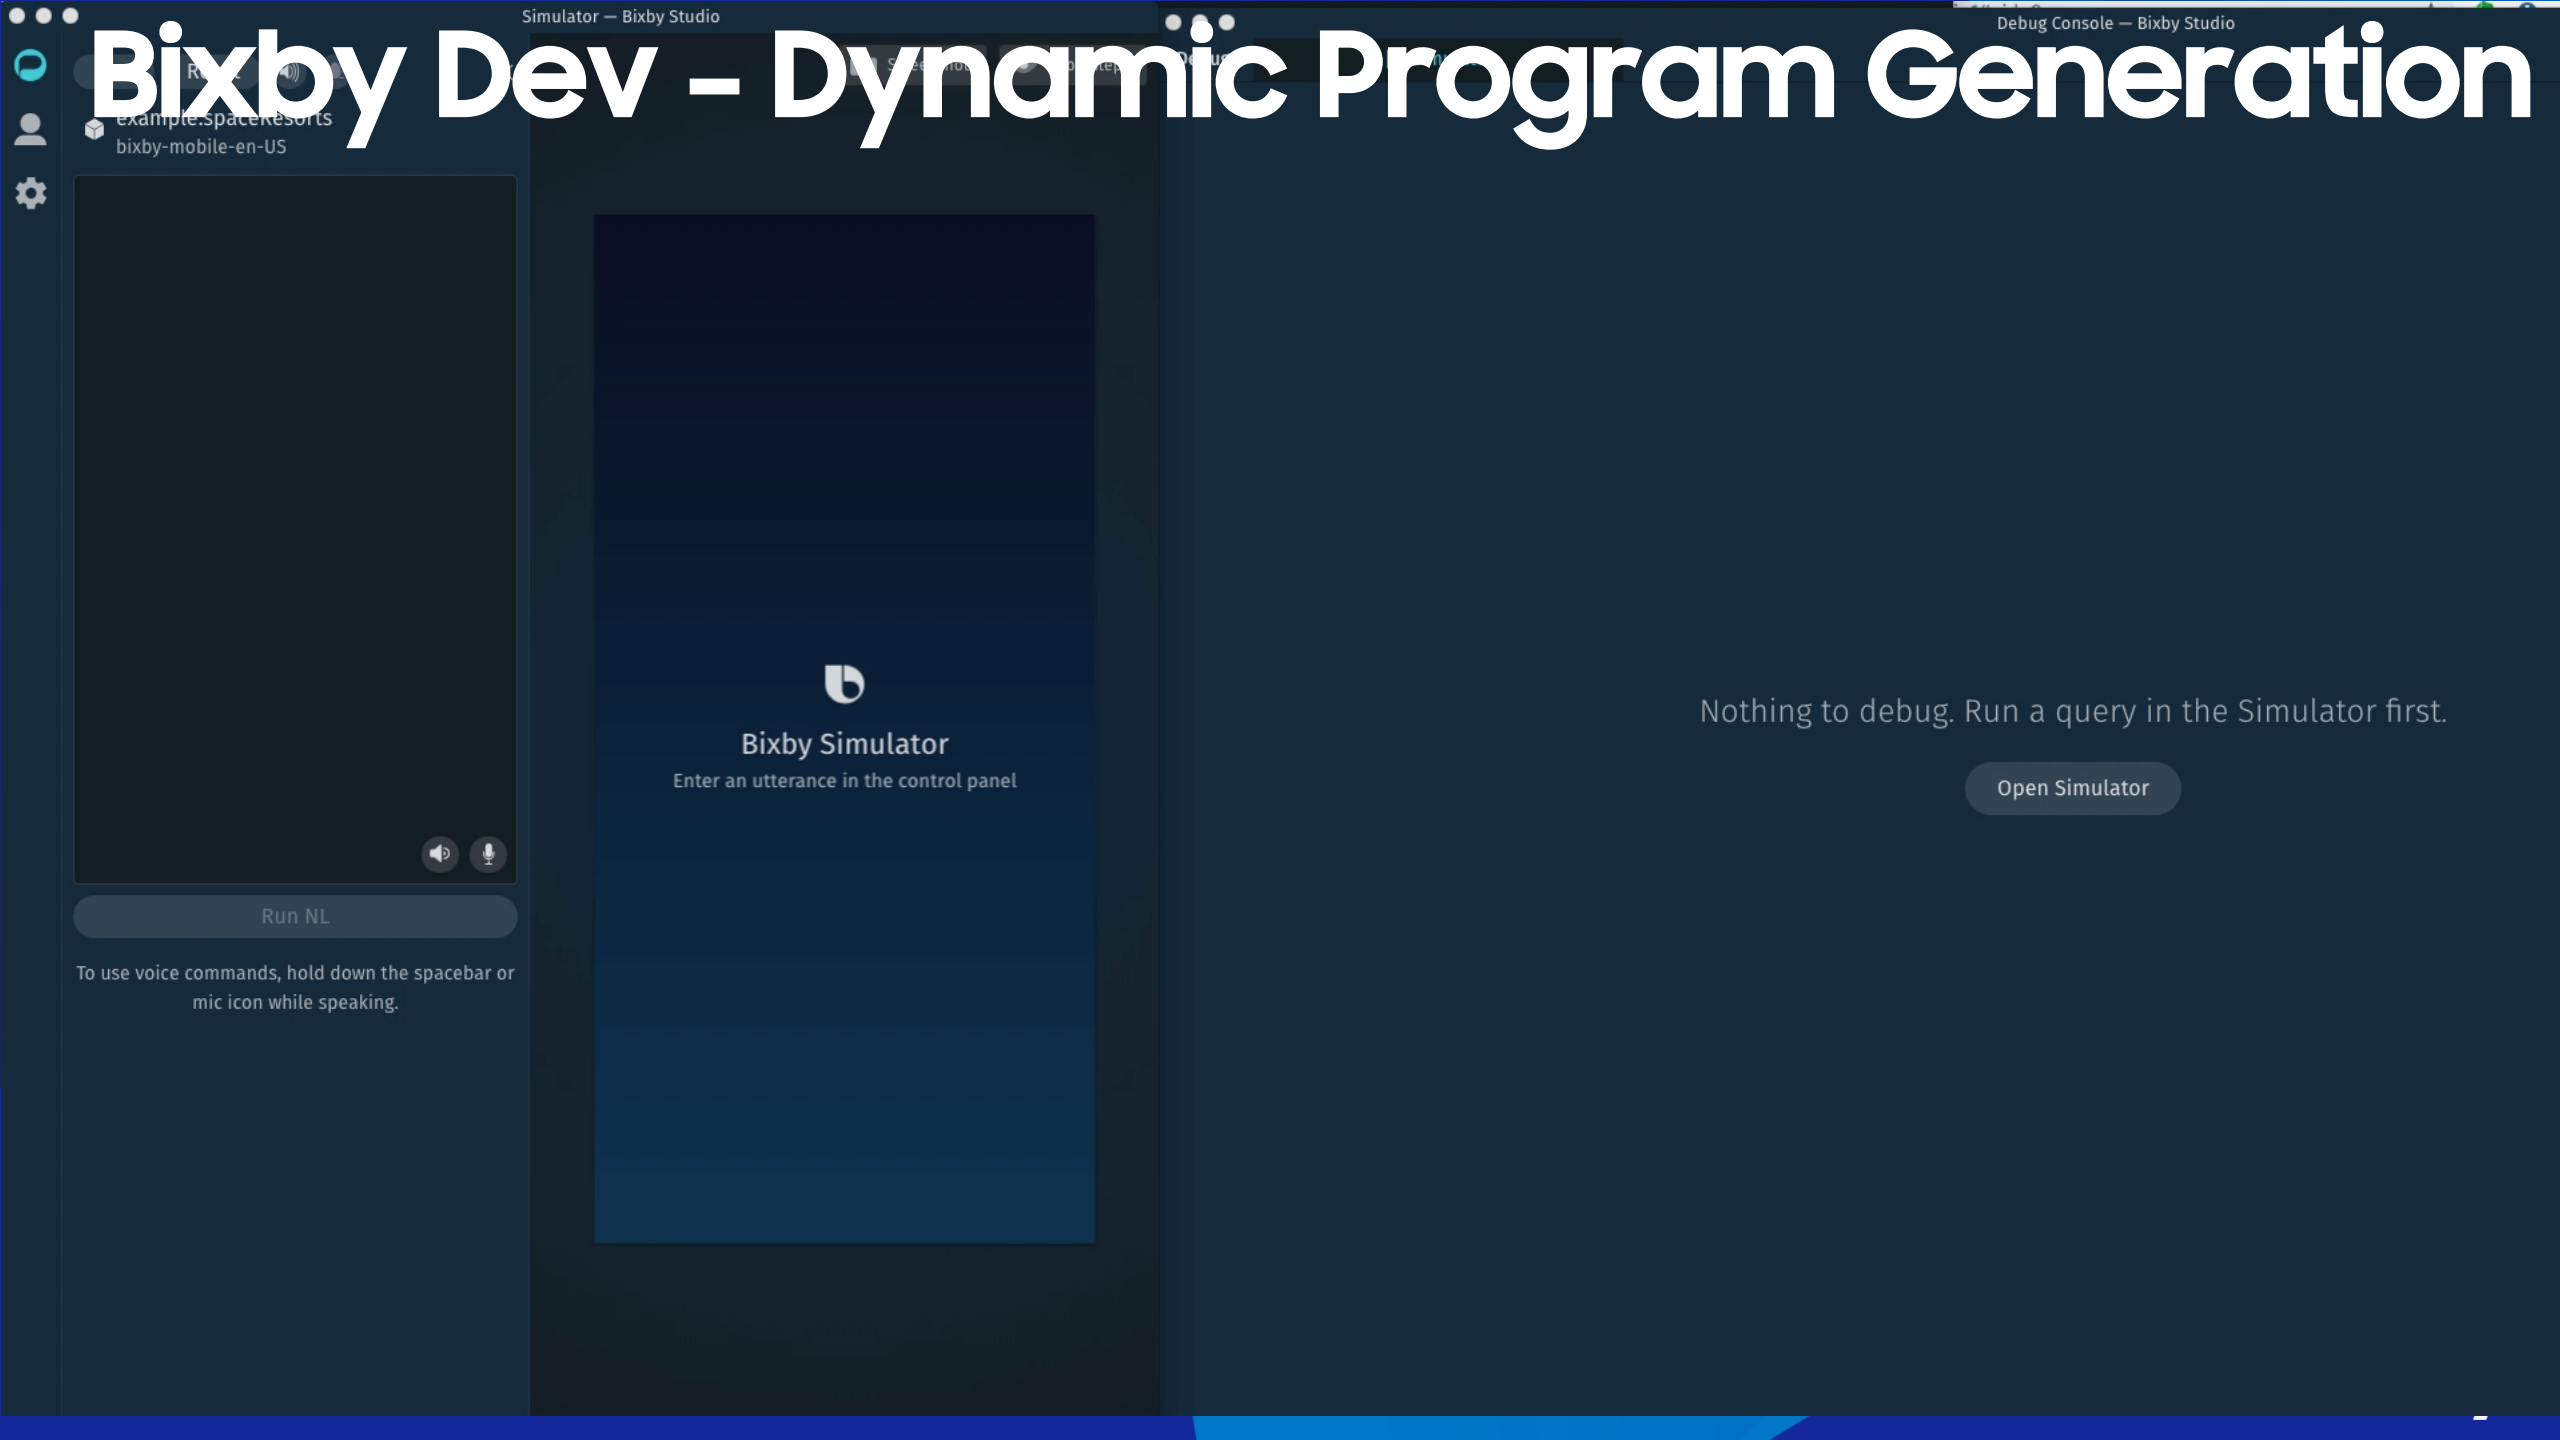 Simulator — Bixby Studio
Debug Console — Bixby Studio
Bixby Dev - Dynamic Program Generation
example.spaceResorts
bixby-mobile-en-US
Bixby Simulator
Enter an utterance in the control panel
Nothing to debug. Run a query in the Simulator first.
Open Simulator
Run NL
To use voice commands, hold down the spacebar or
mic icon while speaking.